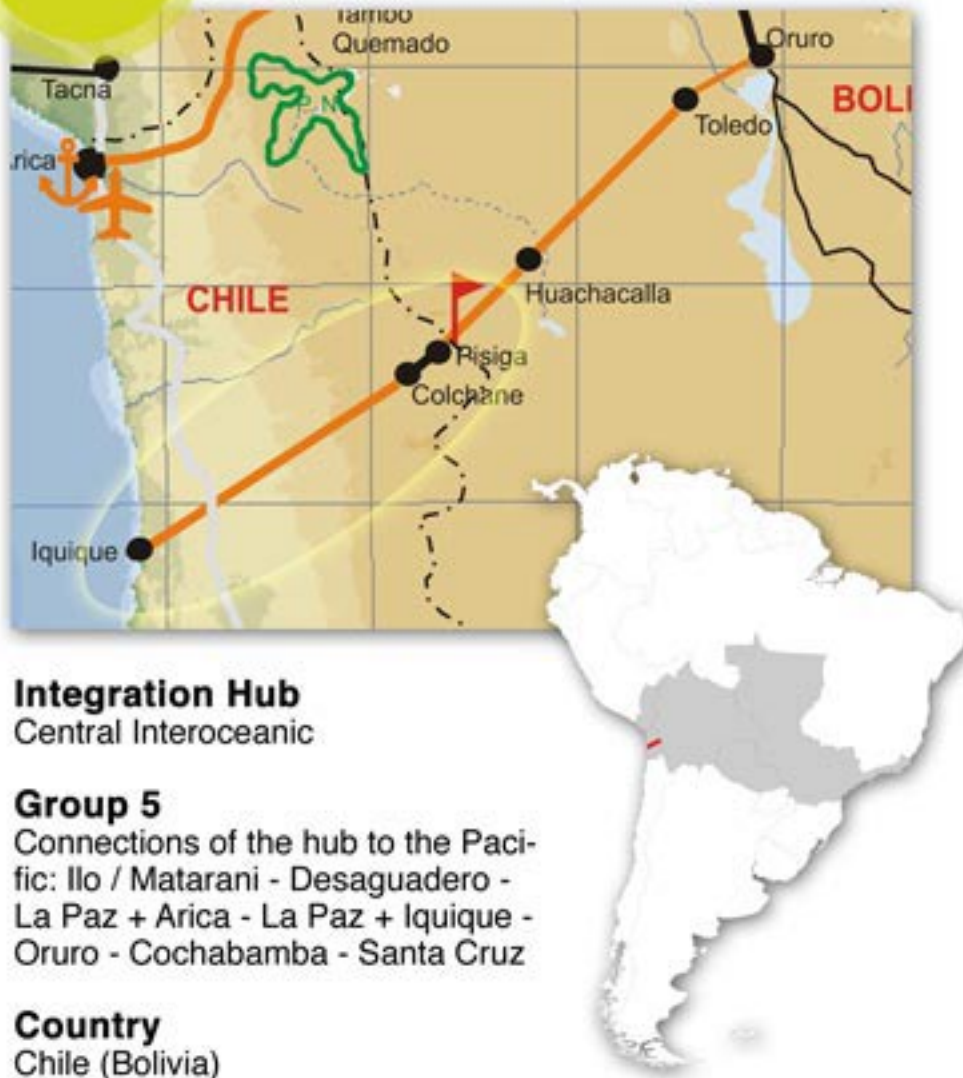 Tambo
Quemado
Oruro
Tacna
P. N.
BOLI
Toledo
rica
CHILE
Huachacalla
Pisiga
Colchane
Iquique
Integration Hub
Central Interoceanic
Group 5
Connections of the hub to the Paci-
fic: Ilo / Matarani - Desaguadero -
La Paz + Arica - La Paz + Iquique -
Oruro - Cochabamba - Santa Cruz
Country
Chile (Bolivia)